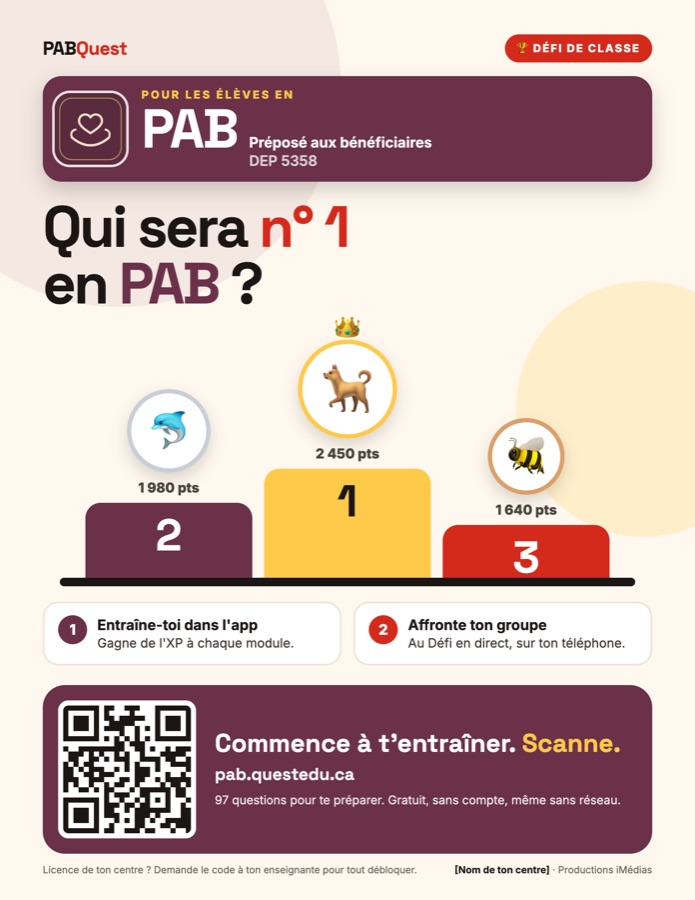 PABQuest
🏆 DÉFI DE CLASSE
POUR LES ÉLÈVES EN
PAB
Préposé aux bénéficiaires
DEP 5358
Qui sera n° 1
en PAB ?
2 450 pts
1 980 pts
1 640 pts
1
2
3
1 Entraîne-toi dans l'app
Gagne de l'XP à chaque module.
2 Affronte ton groupe
Au Défi en direct, sur ton téléphone.
Commence à t'entraîner. Scanne.
pab.questedu.ca
97 questions pour te préparer. Gratuit, sans compte, même sans réseau.
Licence de ton centre ? Demande le code à ton enseignante pour tout débloquer.
[Nom de ton centre] · Productions iMédias